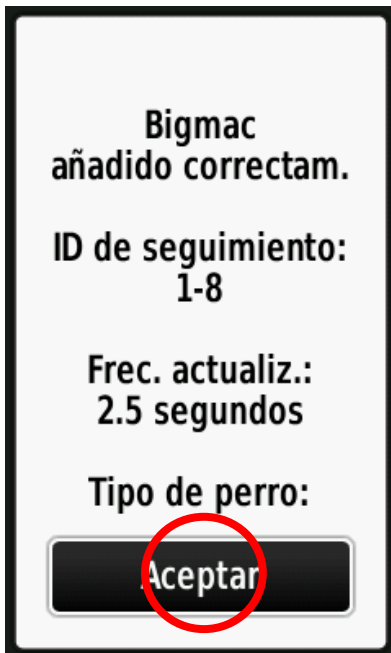 Bigmac
añadido correctam.
ID de seguimiento:
1-8
Frec. actualiz.:
2.5 segundos
Tipo de perro:
Aceptar